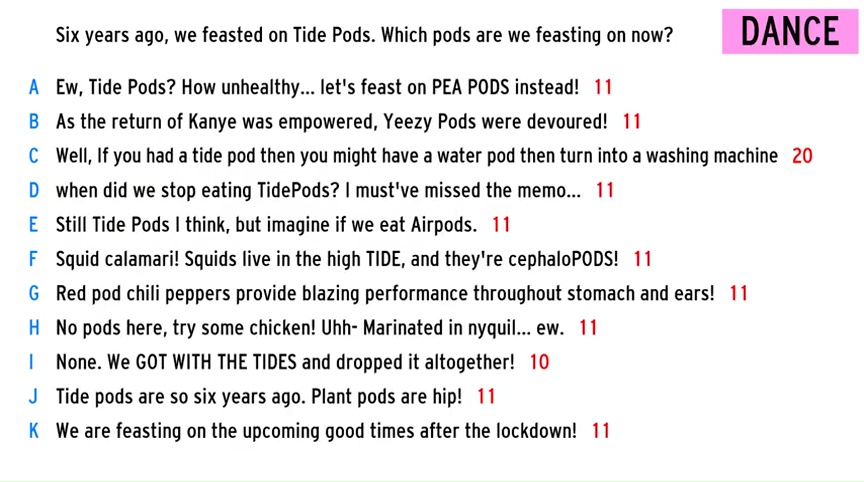 Six years ago, we feasted on Tide Pods. Which pods are we feasting on now?
DANCE
A Ew, Tide Pods? How unhealthy... let's feast on PEA PODS instead! 11
B As the return of Kanye was empowered, Yeezy Pods were devoured! 11
C Well, If you had a tide pod then you might have a water pod then turn into a washing machine 20
D when did we stop eating TidePods? I must've missed the memo... 11
E Still Tide Pods I think, but imagine if we eat Airpods. 11
F Squid calamari! Squids live in the high TIDE, and they're cephaloPODS! 11
G Red pod chili peppers provide blazing performance throughout stomach and ears! 11
H No pods here, try some chicken! Uhh- Marinated in nyquil... ew. 11
I None. We GOT WITH THE TIDES and dropped it altogether! 10
J Tide pods are so six years ago. Plant pods are hip! 11
K We are feasting on the upcoming good times after the lockdown! 11